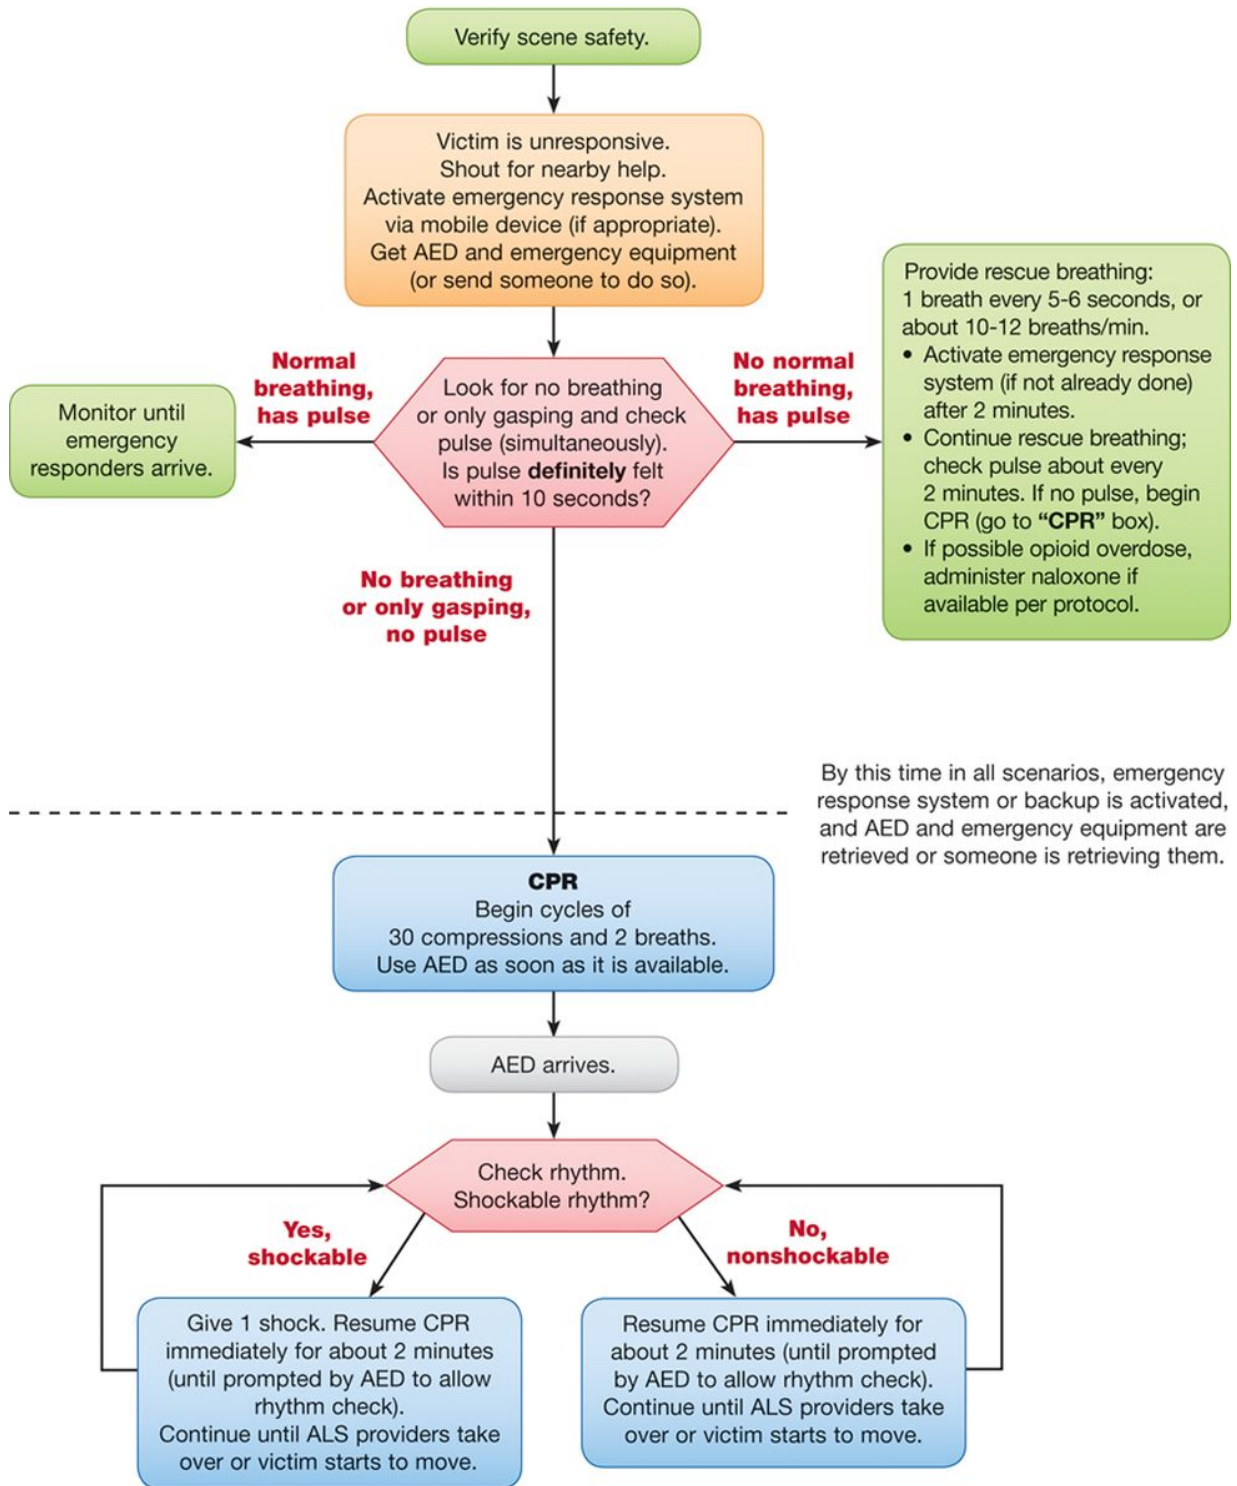 Verify scene safety.
Victim is unresponsive.
Shout for nearby help.
Activate emergency response system
via mobile device (if appropriate).
Get AED and emergency equipment
(or send someone to do so).
Normal
breathing,
has pulse
Monitor until
emergency
responders arrive.
Look for no breathing
or only gasping and check
pulse (simultaneously).
Is pulse definitely felt
within 10 seconds?
No normal
breathing,
has pulse
Provide rescue breathing:
1 breath every 5-6 seconds, or
about 10-12 breaths/min.
• Activate emergency response
system (if not already done)
after 2 minutes.
• Continue rescue breathing;
check pulse about every
2 minutes. If no pulse, begin
CPR (go to “CPR” box).
• If possible opioid overdose,
administer naloxone if
available per protocol.
No breathing
or only gasping,
no pulse
By this time in all scenarios, emergency
response system or backup is activated,
and AED and emergency equipment are
retrieved or someone is retrieving them.
CPR
Begin cycles of
30 compressions and 2 breaths.
Use AED as soon as it is available.
AED arrives.
Check rhythm.
Shockable rhythm?
Yes,
shockable
No,
nonshockable
Give 1 shock. Resume CPR
immediately for about 2 minutes
(until prompted by AED to allow
rhythm check).
Continue until ALS providers take
over or victim starts to move.
Resume CPR immediately for
about 2 minutes (until prompted
by AED to allow rhythm check).
Continue until ALS providers take
over or victim starts to move.